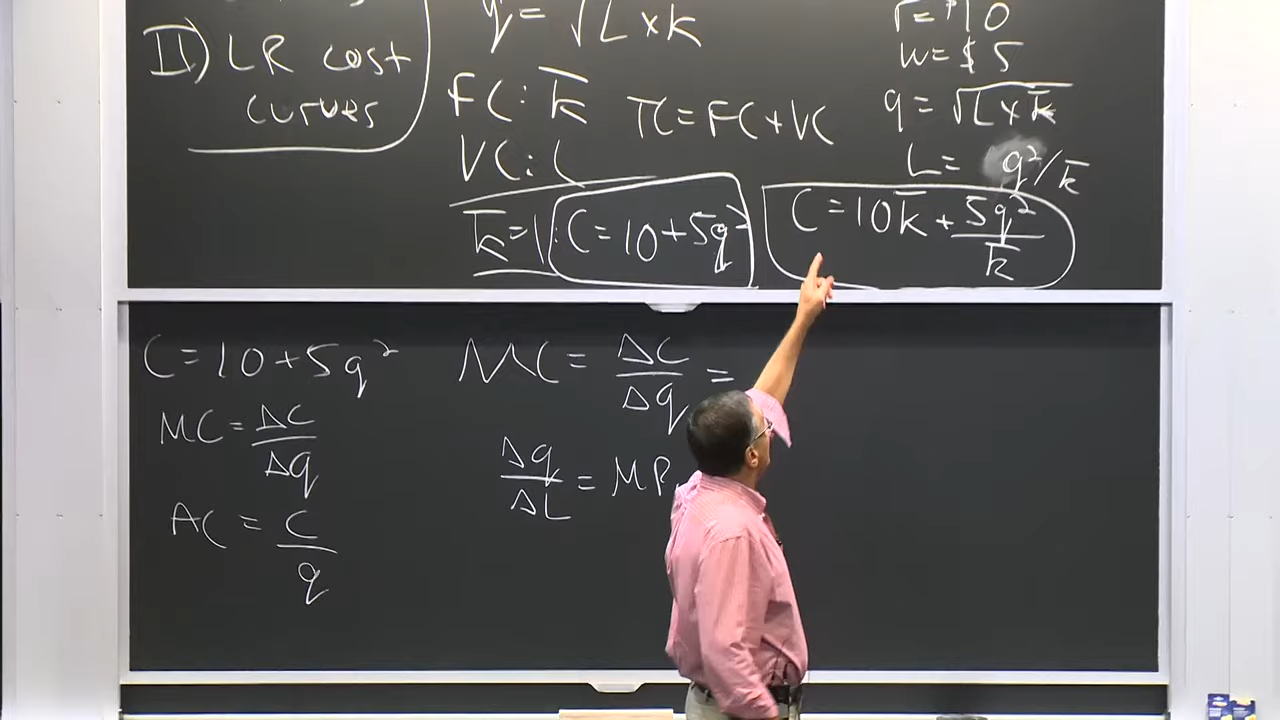 II) LR cost
curves
q = √L x k
FC: k̅
VC: L
TC = FC + VC
k̅ = 1: C = 10 + 5q²
r = $10
w = $5
q = √L x k̅
L = q²/k̅
C = 10k̅ + 5q²/k̅
C = 10 + 5q²
MC = ΔC/Δq
AC = C/q
MC = ΔC/Δq =
Δq/ΔL = MP